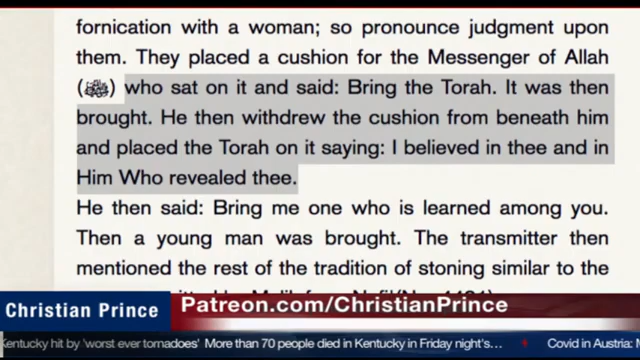 fornication with a woman; so pronounce judgment upon
them. They placed a cushion for the Messenger of Allah
(ﷺ) who sat on it and said: Bring the Torah. It was then
brought. He then withdrew the cushion from beneath him
and placed the Torah on it saying: I believed in thee and in
Him Who revealed thee.
He then said: Bring me one who is learned among you.
Then a young man was brought. The transmitter then
mentioned the rest of the tradition of stoning similar to the
Christian Prince
Patreon.com/ChristianPrince
Kentucky hit by 'worst ever tornadoes' More than 70 people died in Kentucky in Friday night's... Covid in Austria: